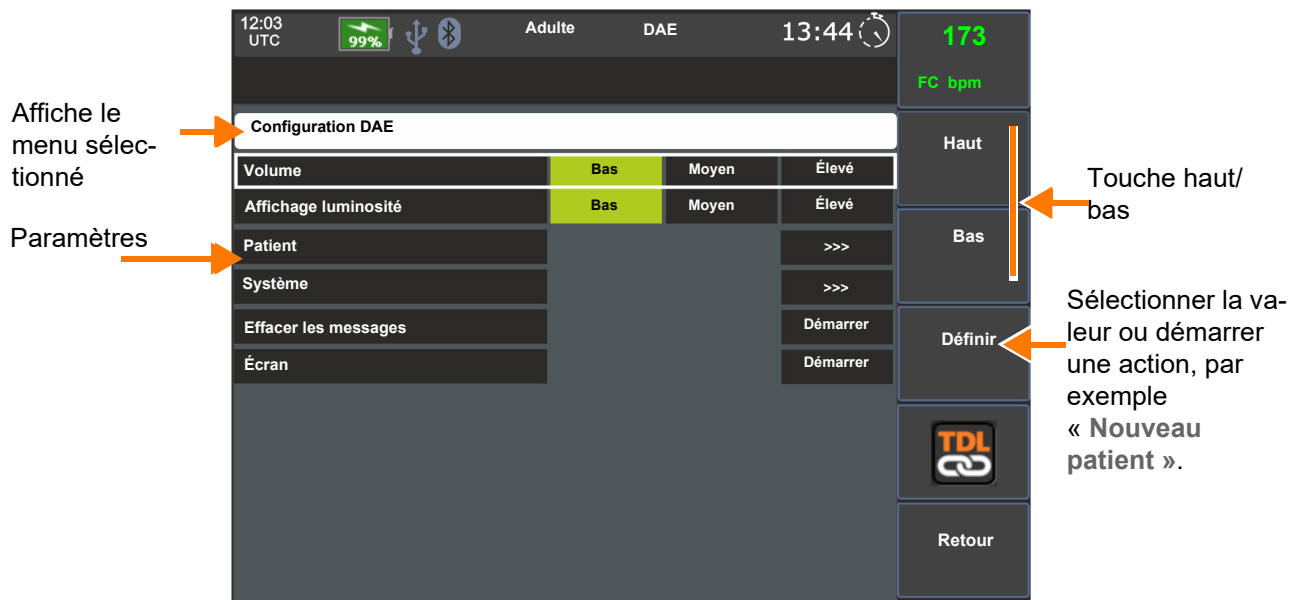 12:03
UTC
99%
Adulte
DAE
13:44
173
FC bpm
Affiche le
menu sélec-
tionné
Paramètres
Configuration DAE
Volume Bas Moyen Élevé
Affichage luminosité Bas Moyen Élevé
Patient >>>
Système >>>
Effacer les messages Démarrer
Écran Démarrer
Haut
Bas
Définir
TDL
Retour
Touche haut/
bas
Sélectionner la va-
leur ou démarrer
une action, par
exemple
« Nouveau
patient ».